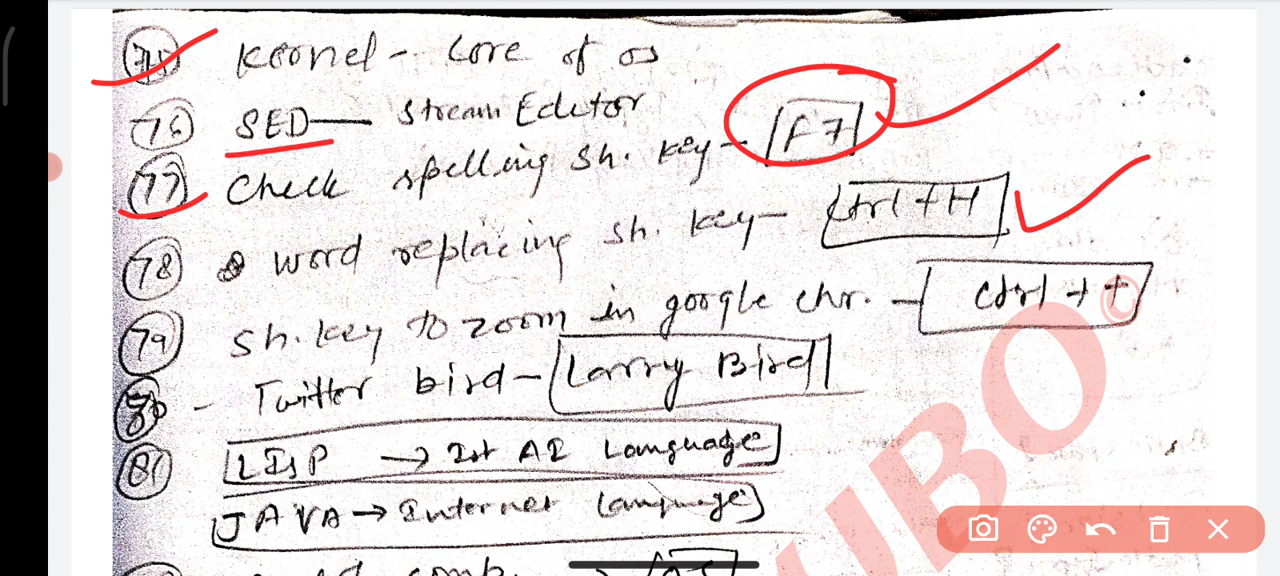 75 Kernel - Core of os
76 SED — Stream Editor
77 Check spelling sh. key - F7
78 word replacing sh. key - Ctrl + H
79 sh. key to zoom in google chr. - Ctrl + +
80 - Twitter bird - Larry Bird
81 LISP → Ist AI Language
JAVA → Internet Language
UBO ©